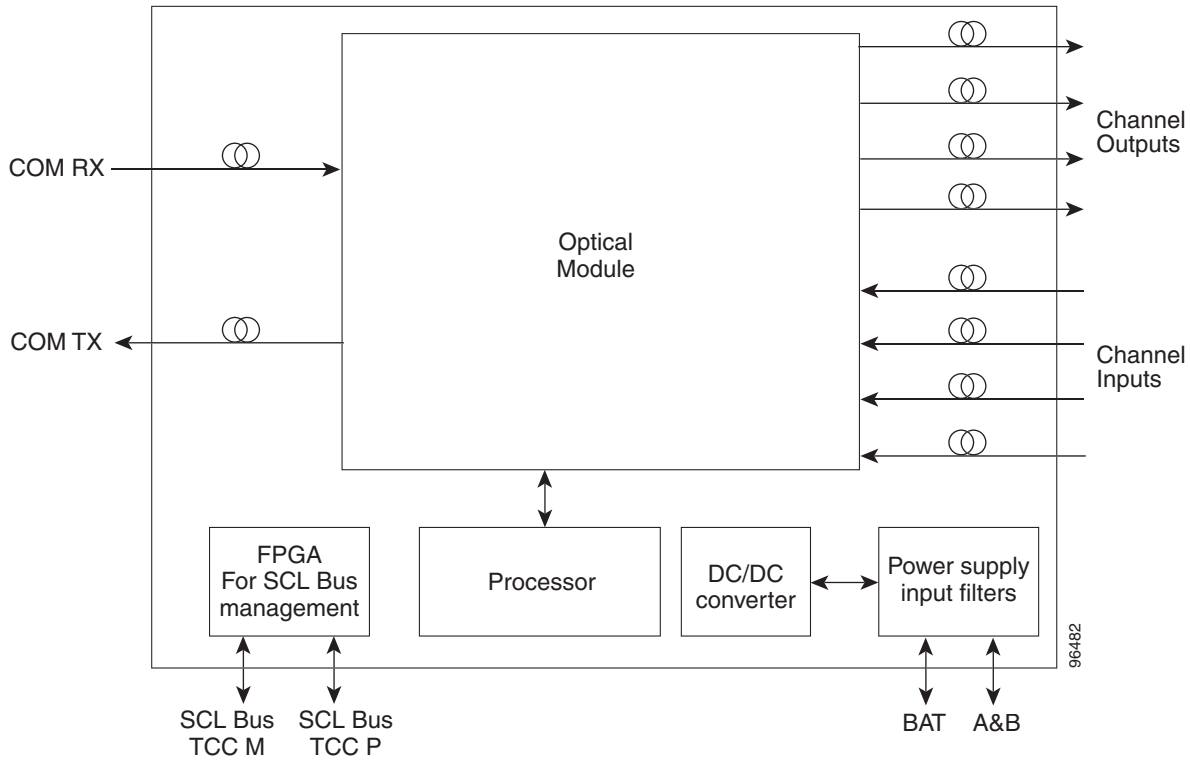 COM RX
COM TX
Optical
Module
Channel
Outputs
Channel
Inputs
FPGA
For SCL Bus
management
Processor
DC/DC
converter
Power supply
input filters
SCL Bus
TCC M
SCL Bus
TCC P
BAT
A&B
96482